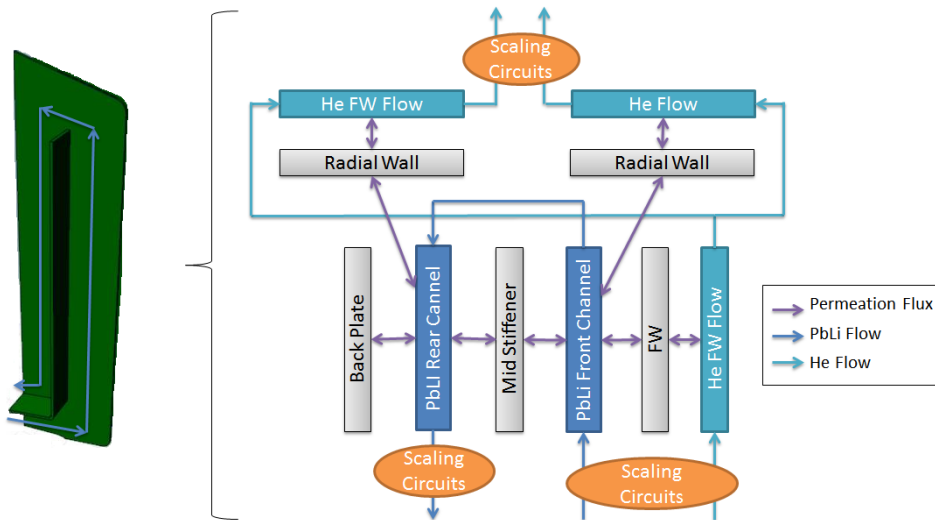 Scaling
Circuits
He FW Flow
He Flow
Radial Wall
Radial Wall
Back Plate
PbLI Rear Cannel
Mid Stiffener
PbLi Front Channel
FW
He FW Flow
Permeation Flux
PbLi Flow
He Flow
Scaling
Circuits
Scaling
Circuits